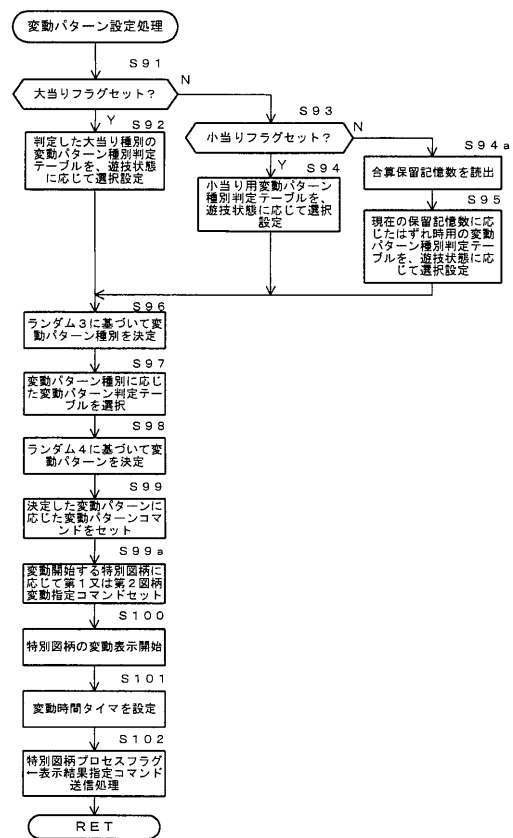 変動パターン設定処理
S91
大当りフラグセット?
N
Y
S92
判定した大当り種別の
変動パターン種別判定
テーブルを、遊技状態
に応じて選択設定
S93
小当りフラグセット?
N
Y
S94
小当り用変動パターン
種別判定テーブルを、
遊技状態に応じて選択
設定
S94a
合算保留記憶数を読出
S95
現在の保留記憶数に応
じたはずれ時用の変動
パターン種別判定テー
ブルを、遊技状態に応
じて選択設定
S96
ランダム3に基づいて変
動パターン種別を決定
S97
変動パターン種別に応じ
た変動パターン判定テー
ブルを選択
S98
ランダム4に基づいて変
動パターンを決定
S99
決定した変動パターンに
応じた変動パターンコマ
ンドをセット
S99a
変動開始する特別図柄に
応じて第1又は第2図柄
変動指定コマンドセット
S100
特別図柄の変動表示開始
S101
変動時間タイマを設定
S102
特別図柄プロセスフラグ
←表示結果指定コマンド
送信処理
RET